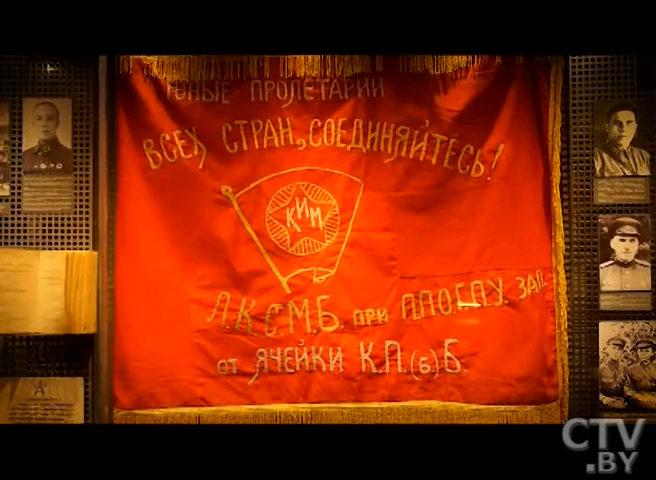 Юные пролетарии
всех стран, соединяйтесь!
КИМ
Л.К.С.М.Б. при П.П.О.Г.П.У. ЗАП.
от ячейки К.П.(б)Б.
CTV
.BY